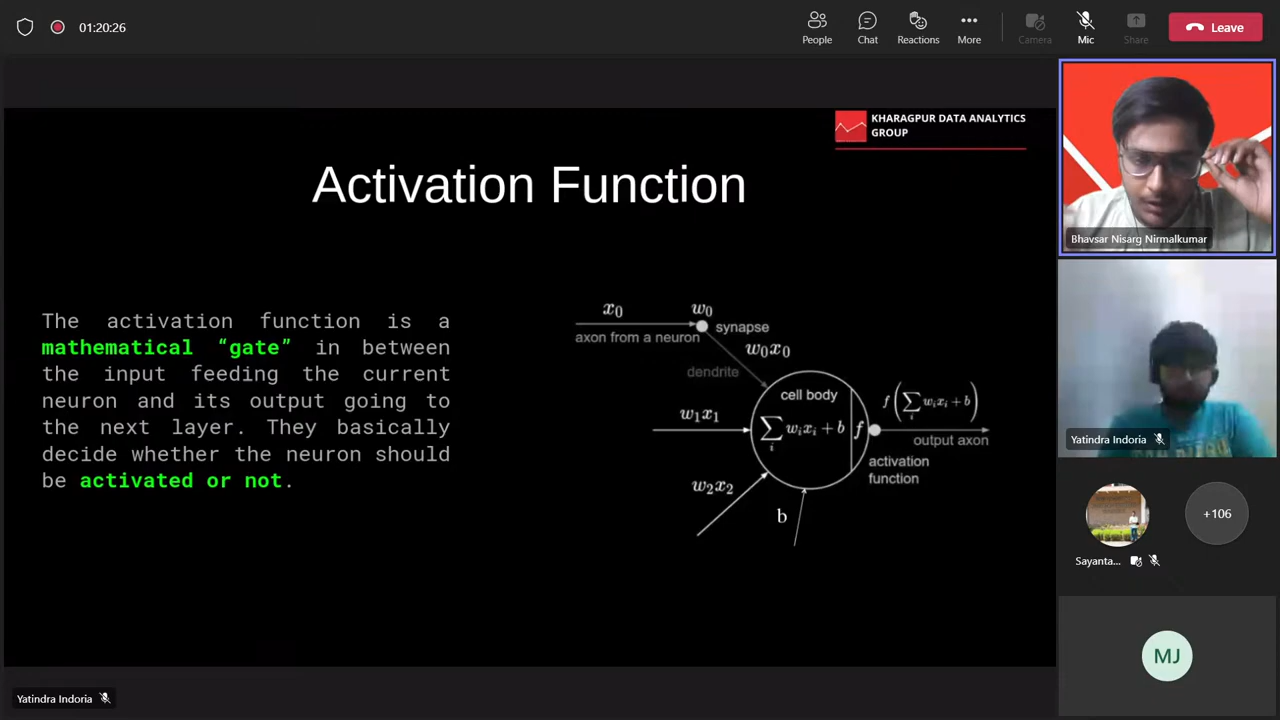 01:20:26
People
Chat
Reactions
More
Camera
Mic
Share
Leave
KHARAGPUR DATA ANALYTICS
GROUP
Activation Function
The activation function is a
mathematical “gate” in between
the input feeding the current
neuron and its output going to
the next layer. They basically
decide whether the neuron should
be activated or not.
x₀
w₀
axon from a neuron
synapse
w₀x₀
dendrite
cell body
w₁x₁
∑ᵢ wᵢxᵢ + b
f
f(∑ᵢ wᵢxᵢ + b)
output axon
activation
function
w₂x₂
b
Bhavsar Nisarg Nirmalkumar
Yatindra Indoria
Sayanta...
+106
MJ
Yatindra Indoria